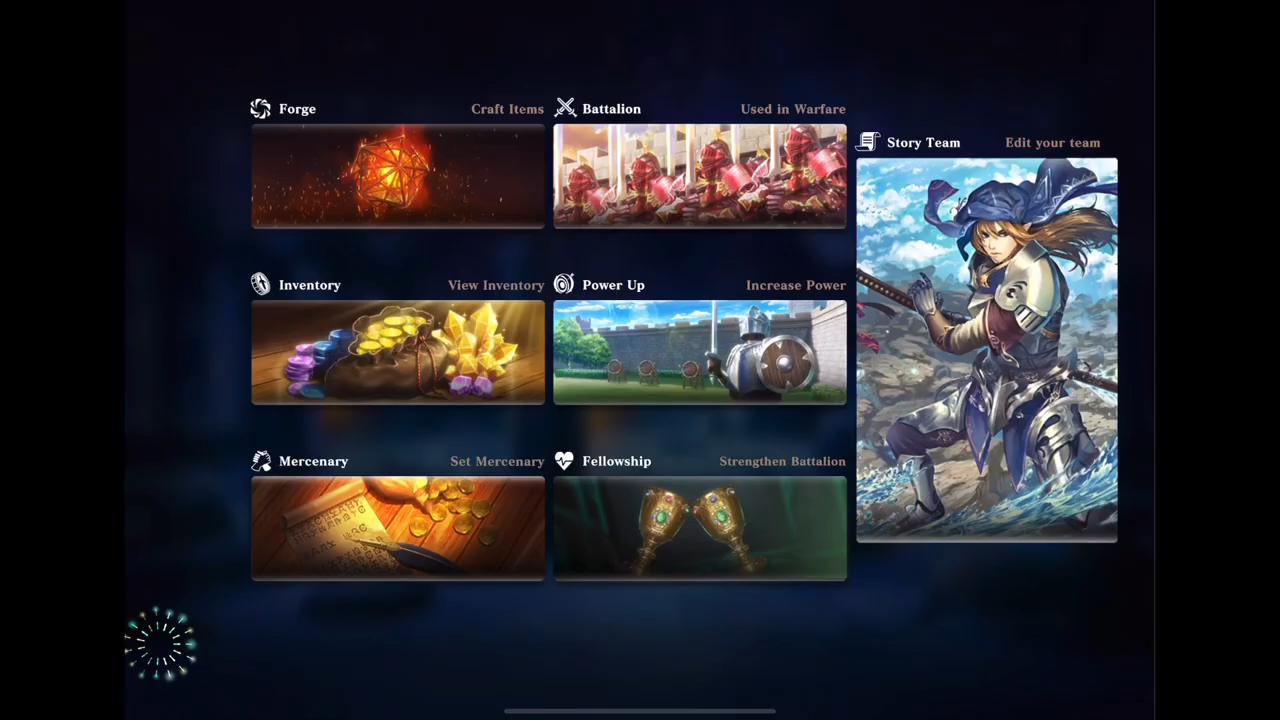 Forge Craft Items
Battalion Used in Warfare
Story Team Edit your team
Inventory View Inventory
Power Up Increase Power
Mercenary Set Mercenary
Fellowship Strengthen Battalion